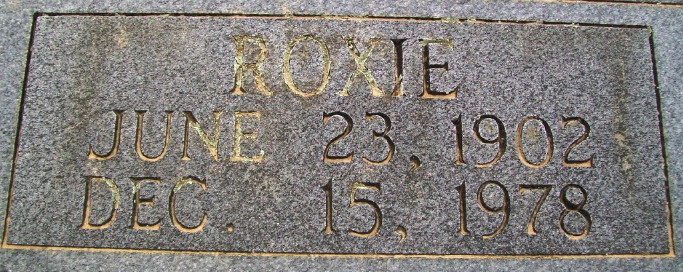 ROXIE
JUNE 23, 1902
DEC. 15, 1978